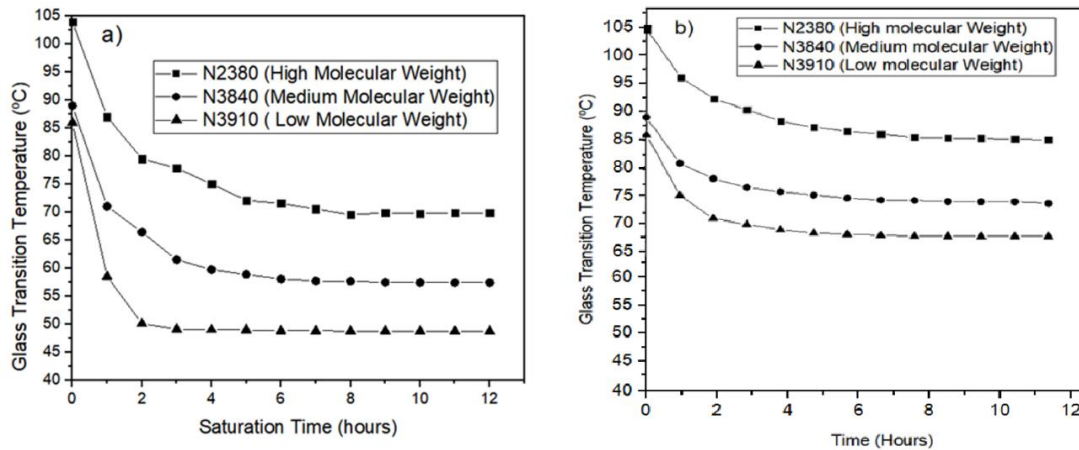 a)
N2380 (High Molecular Weight)
N3840 (Medium Molecular Weight)
N3910 ( Low Molecular Weight)
Glass Transition Temperature (ºC)
105
100
95
90
85
80
75
70
65
60
55
50
45
40
0 2 4 6 8 10 12
Saturation Time (hours)
b)
N2380 (High molecular Weight)
N3840 (Medium molecular Weight)
N3910 (Low molecular Weight)
Glass Transition Temperature (ºC)
105
100
95
90
85
80
75
70
65
60
55
50
45
40
0 2 4 6 8 10 12
Time (Hours)